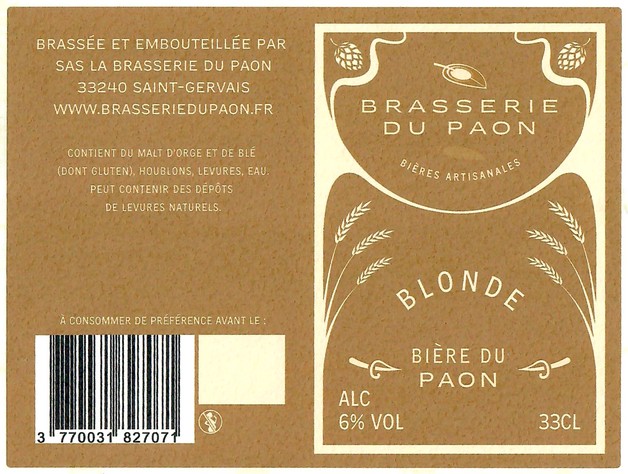 BRASSÉE ET EMBOUTEILLÉE PAR
SAS LA BRASSERIE DU PAON
33240 SAINT-GERVAIS
WWW.BRASSERIEDUPAON.FR
CONTIENT DU MALT D'ORGE ET DE BLÉ
(DONT GLUTEN), HOUBLONS, LEVURES, EAU.
PEUT CONTENIR DES DÉPÔTS
DE LEVURES NATURELS.
À CONSOMMER DE PRÉFÉRENCE AVANT LE :
3 770031 827071
BRASSERIE
DU PAON
BIÈRES ARTISANALES
BLONDE
BIÈRE DU
PAON
ALC
6% VOL
33CL